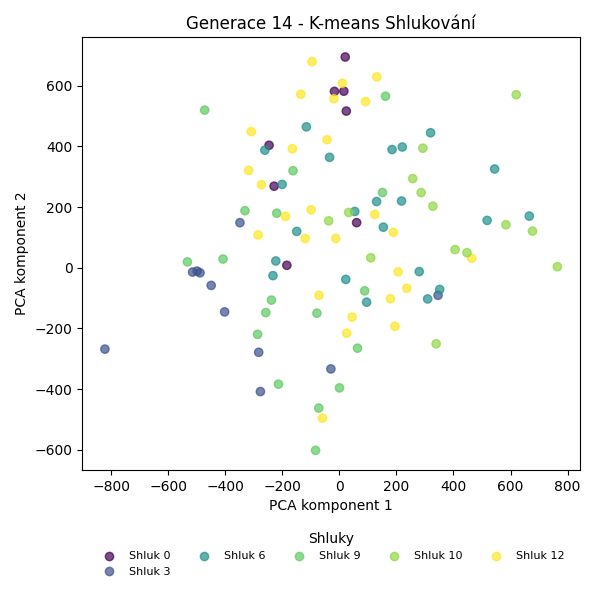 Generace 14 - K-means Shlukování
PCA komponent 2
600
400
200
0
−200
−400
−600
−800 −600 −400 −200 0 200 400 600 800
PCA komponent 1
Shluky
Shluk 0 Shluk 6 Shluk 9 Shluk 10 Shluk 12
Shluk 3